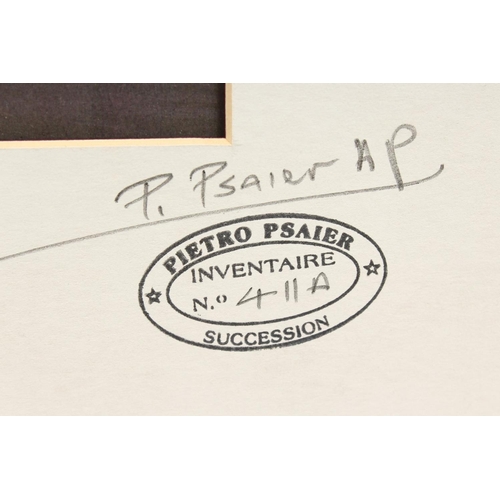 P. Psaier AP
PIETRO PSAIER
INVENTAIRE
N.º 411A
SUCCESSION